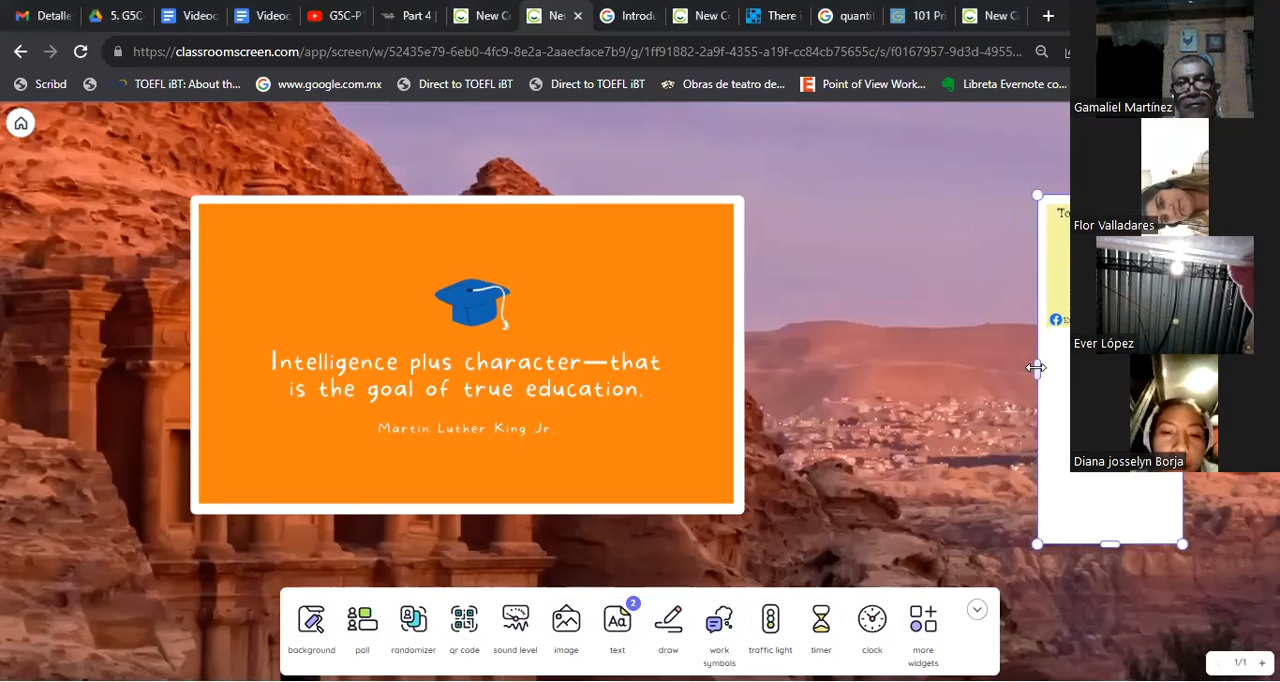 Detalle
5. G5C-
Videoc
Videoc
G5C-P
Part 4
New C
Ne
Introdu
New C
There i
quanti
101 Pri
New C
https://classroomscreen.com/app/screen/w/52435e79-6eb0-4fc9-8e2a-2aaecface7b9/g/1ff91882-2a9f-4355-a19f-cc84cb75655c/s/f0167957-9d3d-4955...
Scribd
TOEFL iBT: About th...
www.google.com.mx
Direct to TOEFL iBT
Direct to TOEFL iBT
Obras de teatro de...
Point of View Work...
Libreta Evernote co...
Gamaliel Martínez
Flor Valladares
Ever López
Diana josselyn Borja
Intelligence plus character—that
is the goal of true education.
Martin Luther King Jr.
"To
background
poll
randomizer
qr code
sound level
image
2
Aa
text
draw
work
symbols
traffic light
timer
clock
more
widgets
1/1